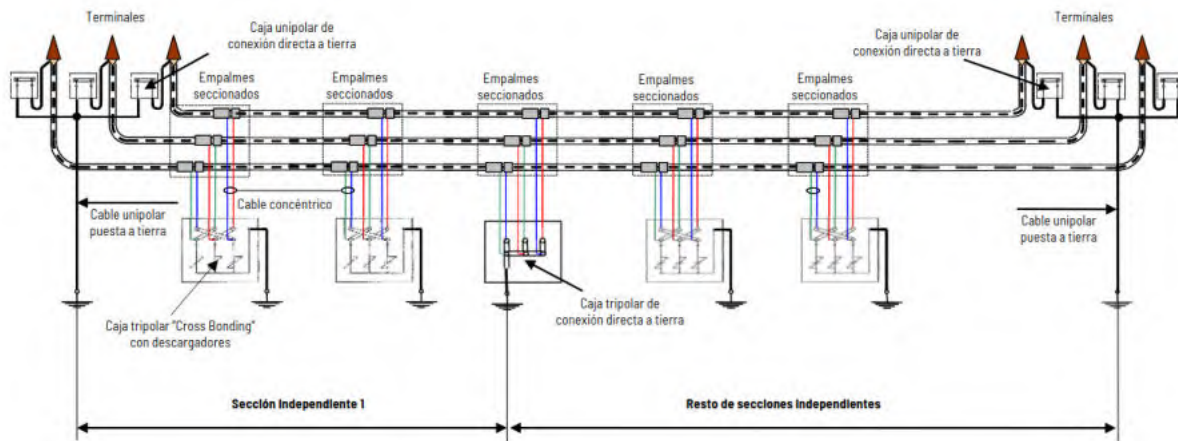 Terminales
Caja unipolar de
conexión directa a tierra
Terminales
Caja unipolar de
conexión directa a tierra
Empalmes
seccionados
Empalmes
seccionados
Empalmes
seccionados
Empalmes
seccionados
Empalmes
seccionados
Cable unipolar
puesta a tierra
Cable concéntrico
Cable unipolar
puesta a tierra
Caja tripolar "Cross Bonding"
con descargadores
Caja tripolar de
conexión directa a tierra
Sección Independiente 1
Resto de secciones Independientes